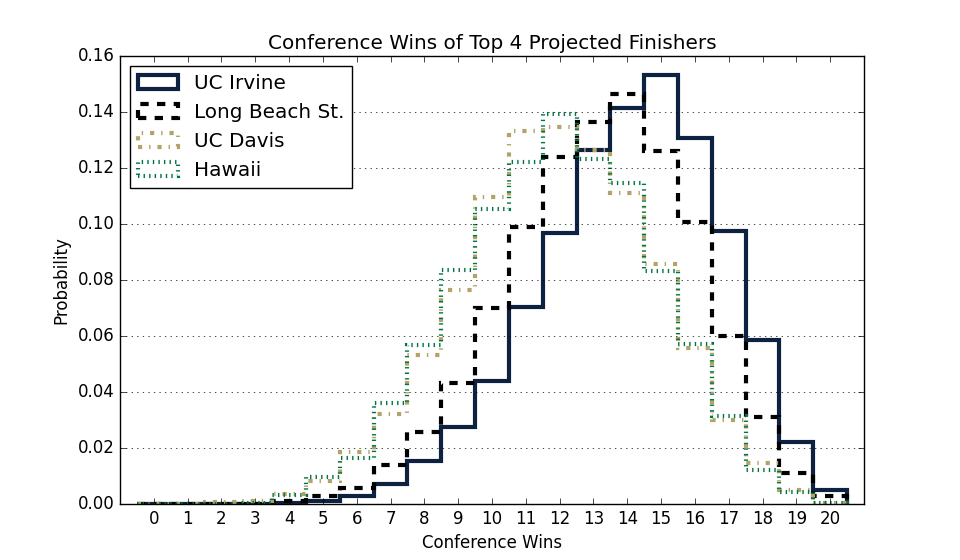 Conference Wins of Top 4 Projected Finishers
0.16
0.14
0.12
0.10
0.08
0.06
0.04
0.02
0.00
Probability
UC Irvine
Long Beach St.
UC Davis
Hawaii
0 1 2 3 4 5 6 7 8 9 10 11 12 13 14 15 16 17 18 19 20
Conference Wins